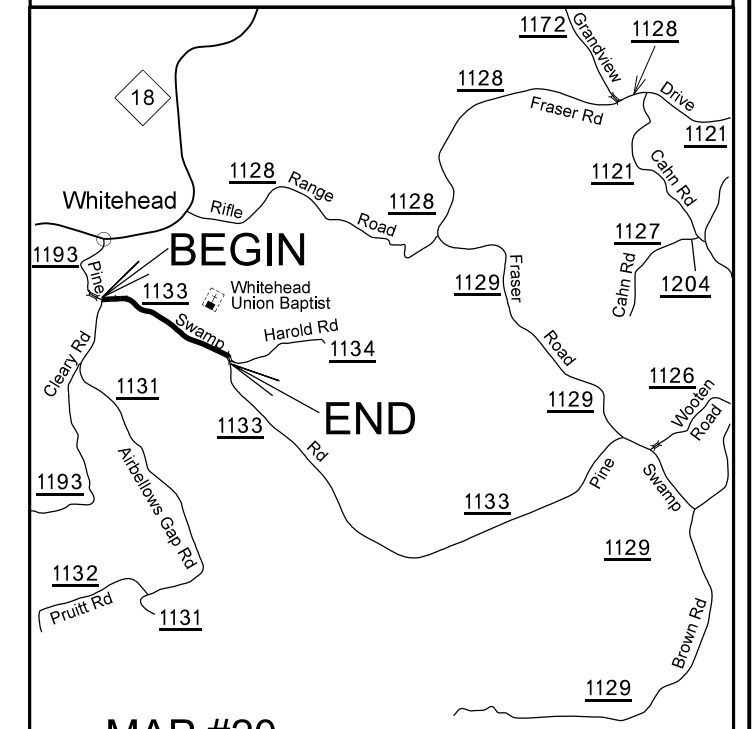 1172
Grandview
1128
1128
Drive
Fraser Rd
18
1121
1128
Range
1121
Cahn Rd
Whitehead
Rifle
Road
1128
1127
1193
BEGIN
Pine
1133
Whitehead
Union Baptist
1129
Fraser
Cahn Rd
1204
Swamp
Harold Rd
1134
Road
Cleary Rd
1131
1126
Wooten
Road
1129
END
1133
Rd
Airbellows Gap Rd
1193
Pine
Swamp
1133
1129
1132
Pruitt Rd
1131
Brown Rd
1129
MAP #20